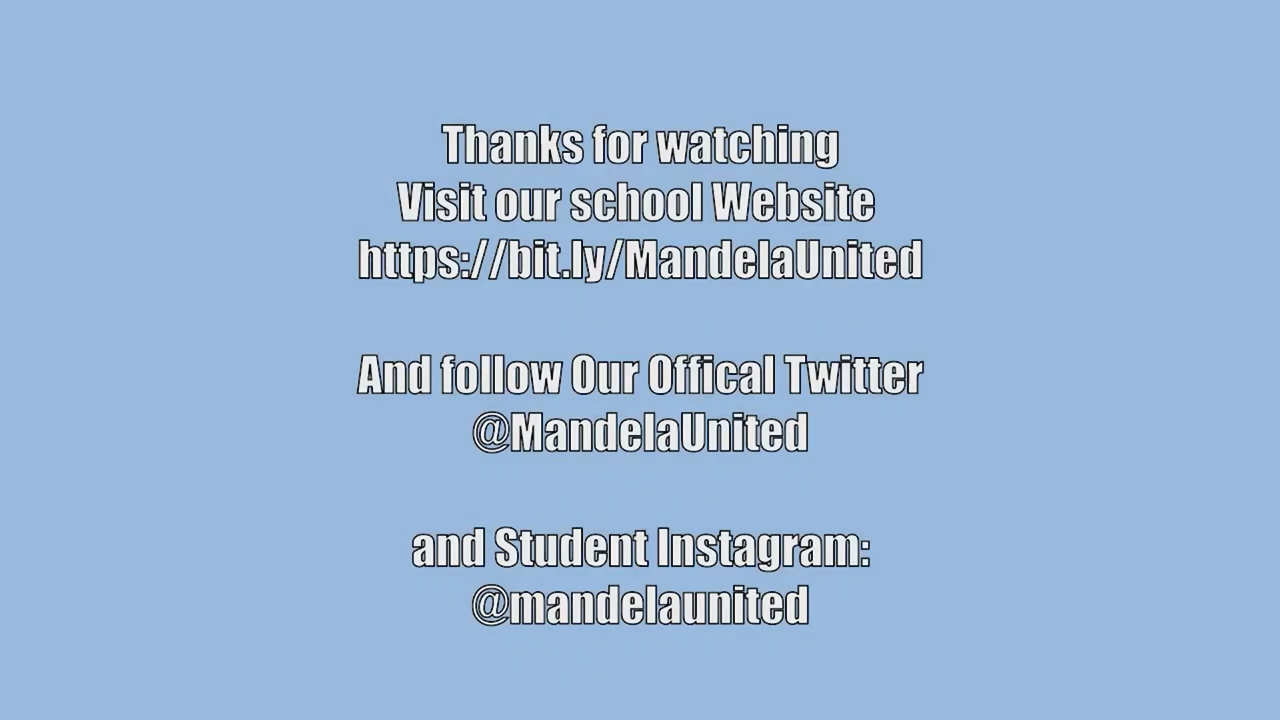 Thanks for watching
Visit our school Website
https://bit.ly/MandelaUnited
And follow Our Offical Twitter
@MandelaUnited
and Student Instagram:
@mandelaunited